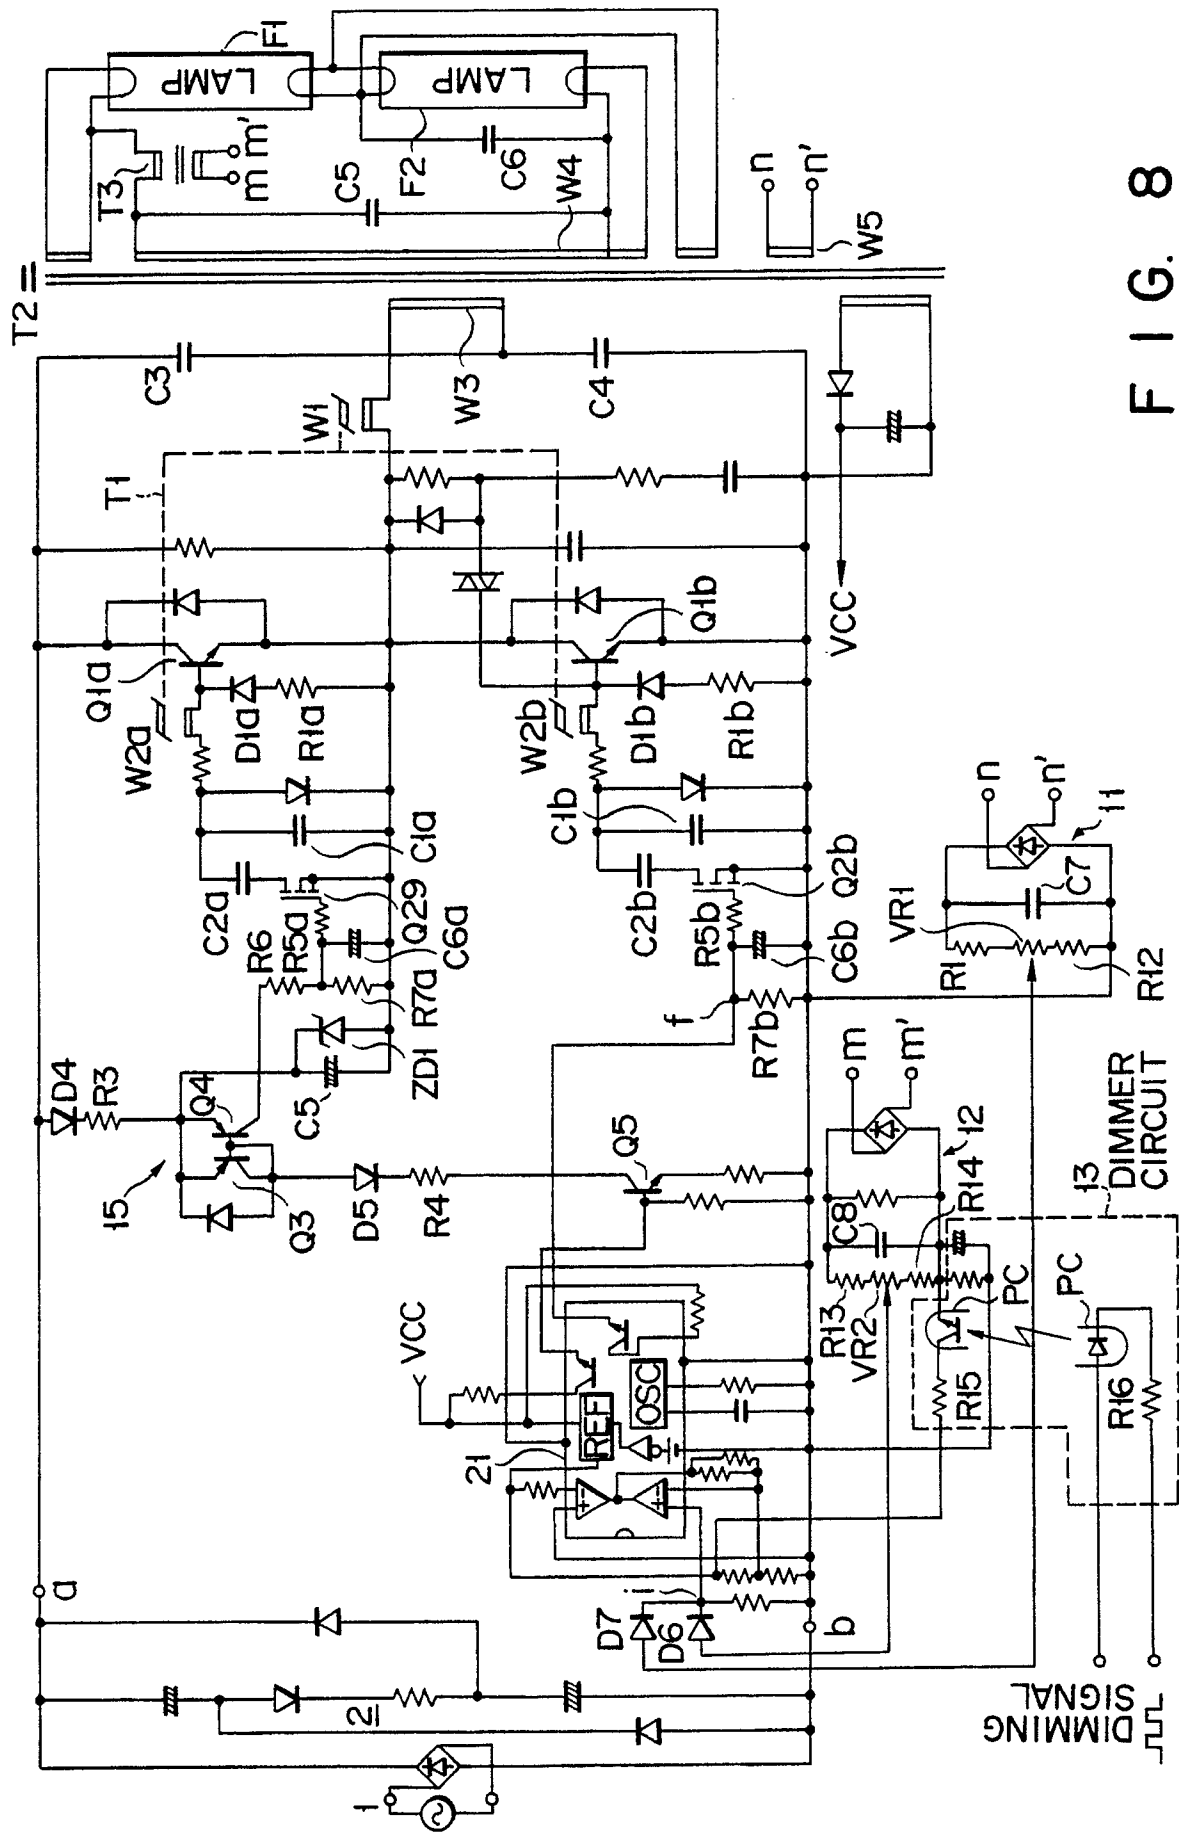 T2
F1
LAMP
LAMP
T3
m
m'
C5
F2
C6
W4
n
n'
W5
C3
W3
C4
W1
T1
VCC
Q1a
Q1b
W2a
D1a
R1a
W2b
D1b
R1b
C1a
C1b
C2a
R5a
Q29
C6a
R6
R7a
C2b
R5b
Q2b
C6b
f
R7b
ZD1
C5
D4
R3
Q4
15
Q3
D5
R4
Q5
VCC
REF
OSC
21
a
D7
D6
i
b
2
1
n
n'
11
VR1
C7
R1
R12
m
m'
12
C8
R14
R13
VR2
PC
PC
R15
R16
13
DIMMER
CIRCUIT
DIMMING
SIGNAL
FIG. 8